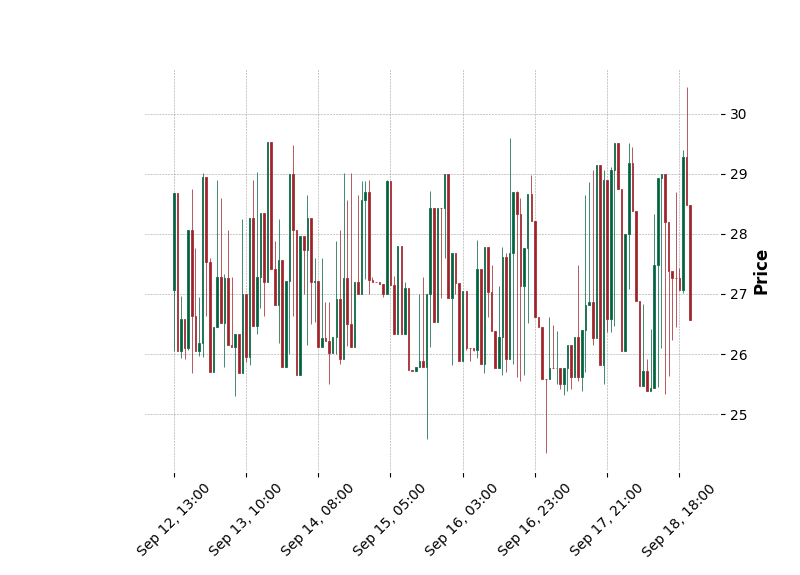 30
29
28
27
26
25
Price
Sep 12, 13:00
Sep 13, 10:00
Sep 14, 08:00
Sep 15, 05:00
Sep 16, 03:00
Sep 16, 23:00
Sep 17, 21:00
Sep 18, 18:00